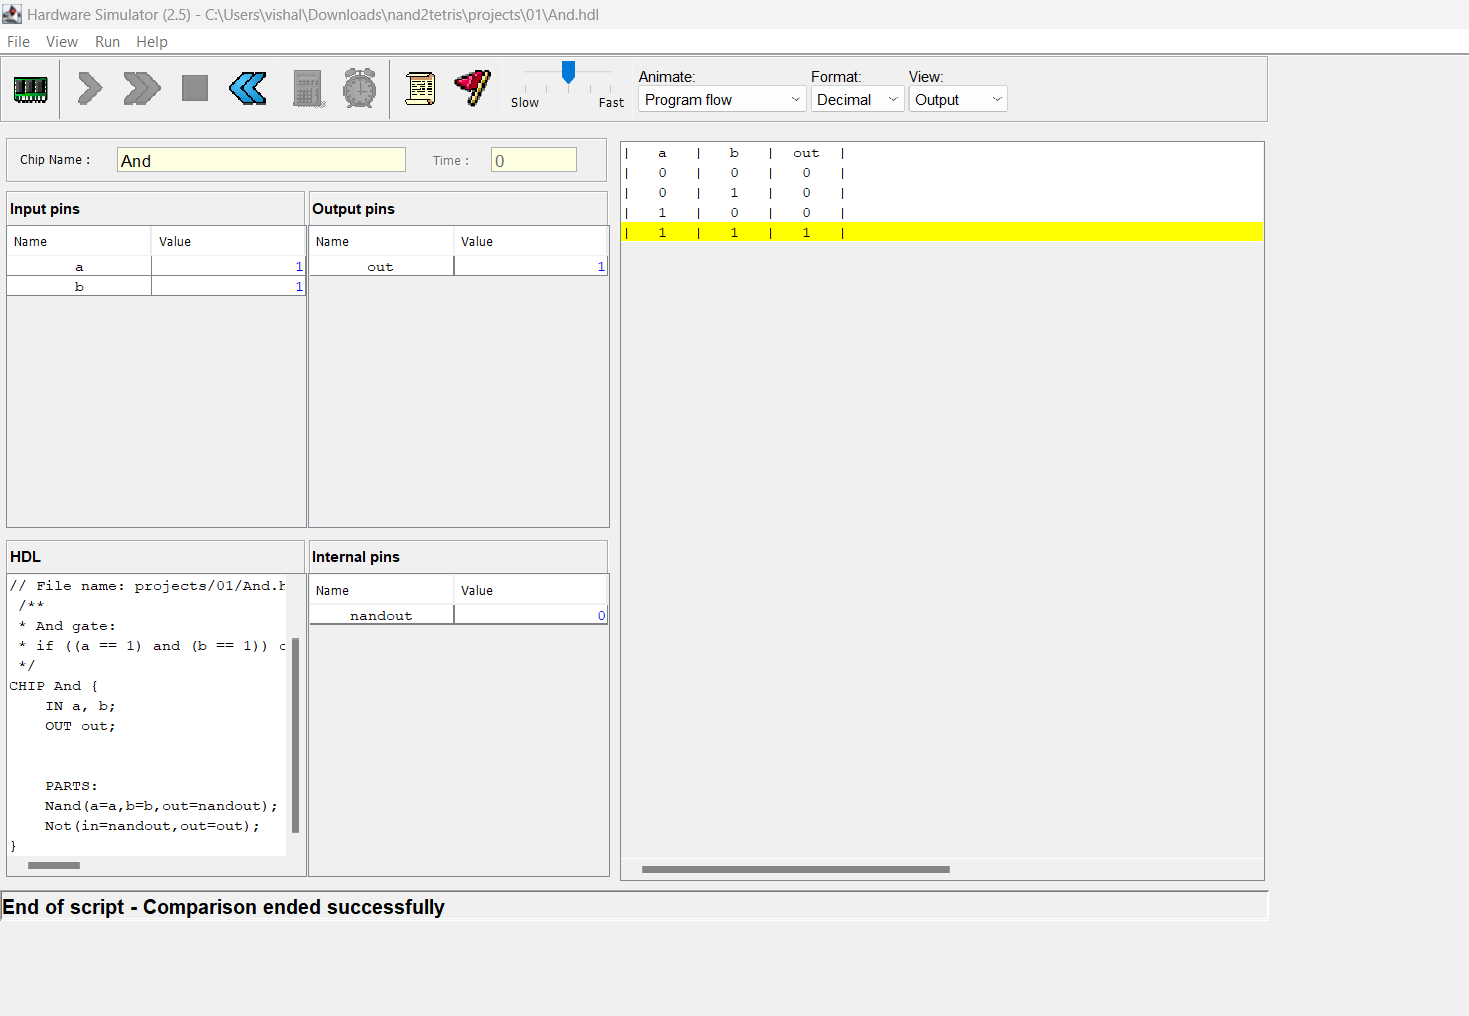 Hardware Simulator (2.5) - C:\Users\vishal\Downloads\nand2tetris\projects\01\And.hdl
File View Run Help
Slow Fast
Animate: Format: View:
Program flow Decimal Output
Chip Name : And Time : 0
Input pins
Name Value
a 1
b 1
Output pins
Name Value
out 1
HDL
// File name: projects/01/And.h
/**
* And gate:
* if ((a == 1) and (b == 1)) o
*/
CHIP And {
IN a, b;
OUT out;
PARTS:
Nand(a=a,b=b,out=nandout);
Not(in=nandout,out=out);
}
Internal pins
Name Value
nandout 0
| a | b | out |
| 0 | 0 | 0 |
| 0 | 1 | 0 |
| 1 | 0 | 0 |
| 1 | 1 | 1 |
End of script - Comparison ended successfully